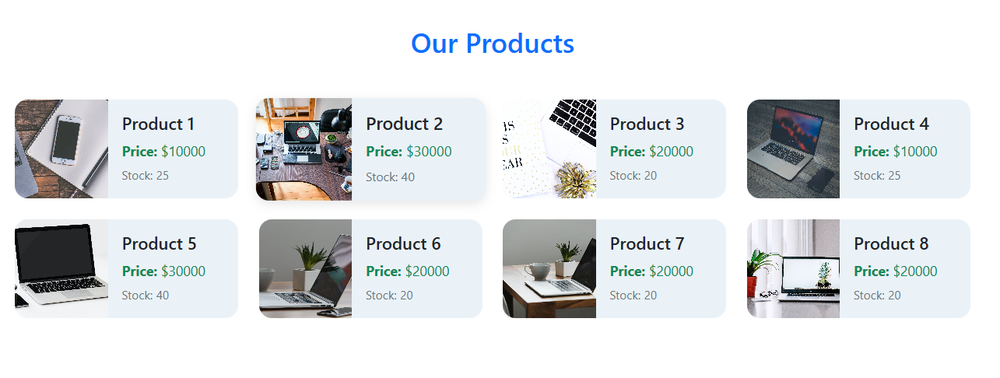 Our Products
Product 1
Price: $10000
Stock: 25
Product 2
Price: $30000
Stock: 40
Product 3
Price: $20000
Stock: 20
Product 4
Price: $10000
Stock: 25
Product 5
Price: $30000
Stock: 40
Product 6
Price: $20000
Stock: 20
Product 7
Price: $20000
Stock: 20
Product 8
Price: $20000
Stock: 20